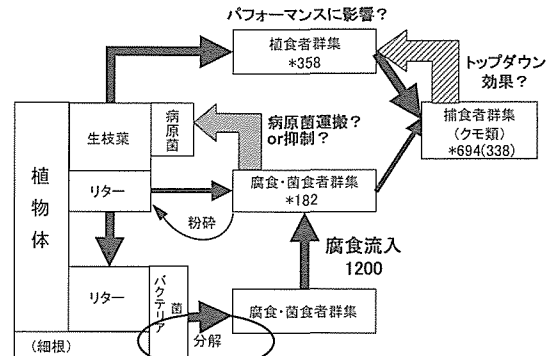 パフォーマンスに影響?
植食者群集
*358
トップダウン
効果?
生枝葉
病原菌
病原菌運搬?
or抑制?
捕食者群集
(クモ類)
*694(338)
植物体
リター
腐食・菌食者群集
*182
粉砕
腐食流入
1200
リター
バクテリア
菌
腐食・菌食者群集
分解
(細根)